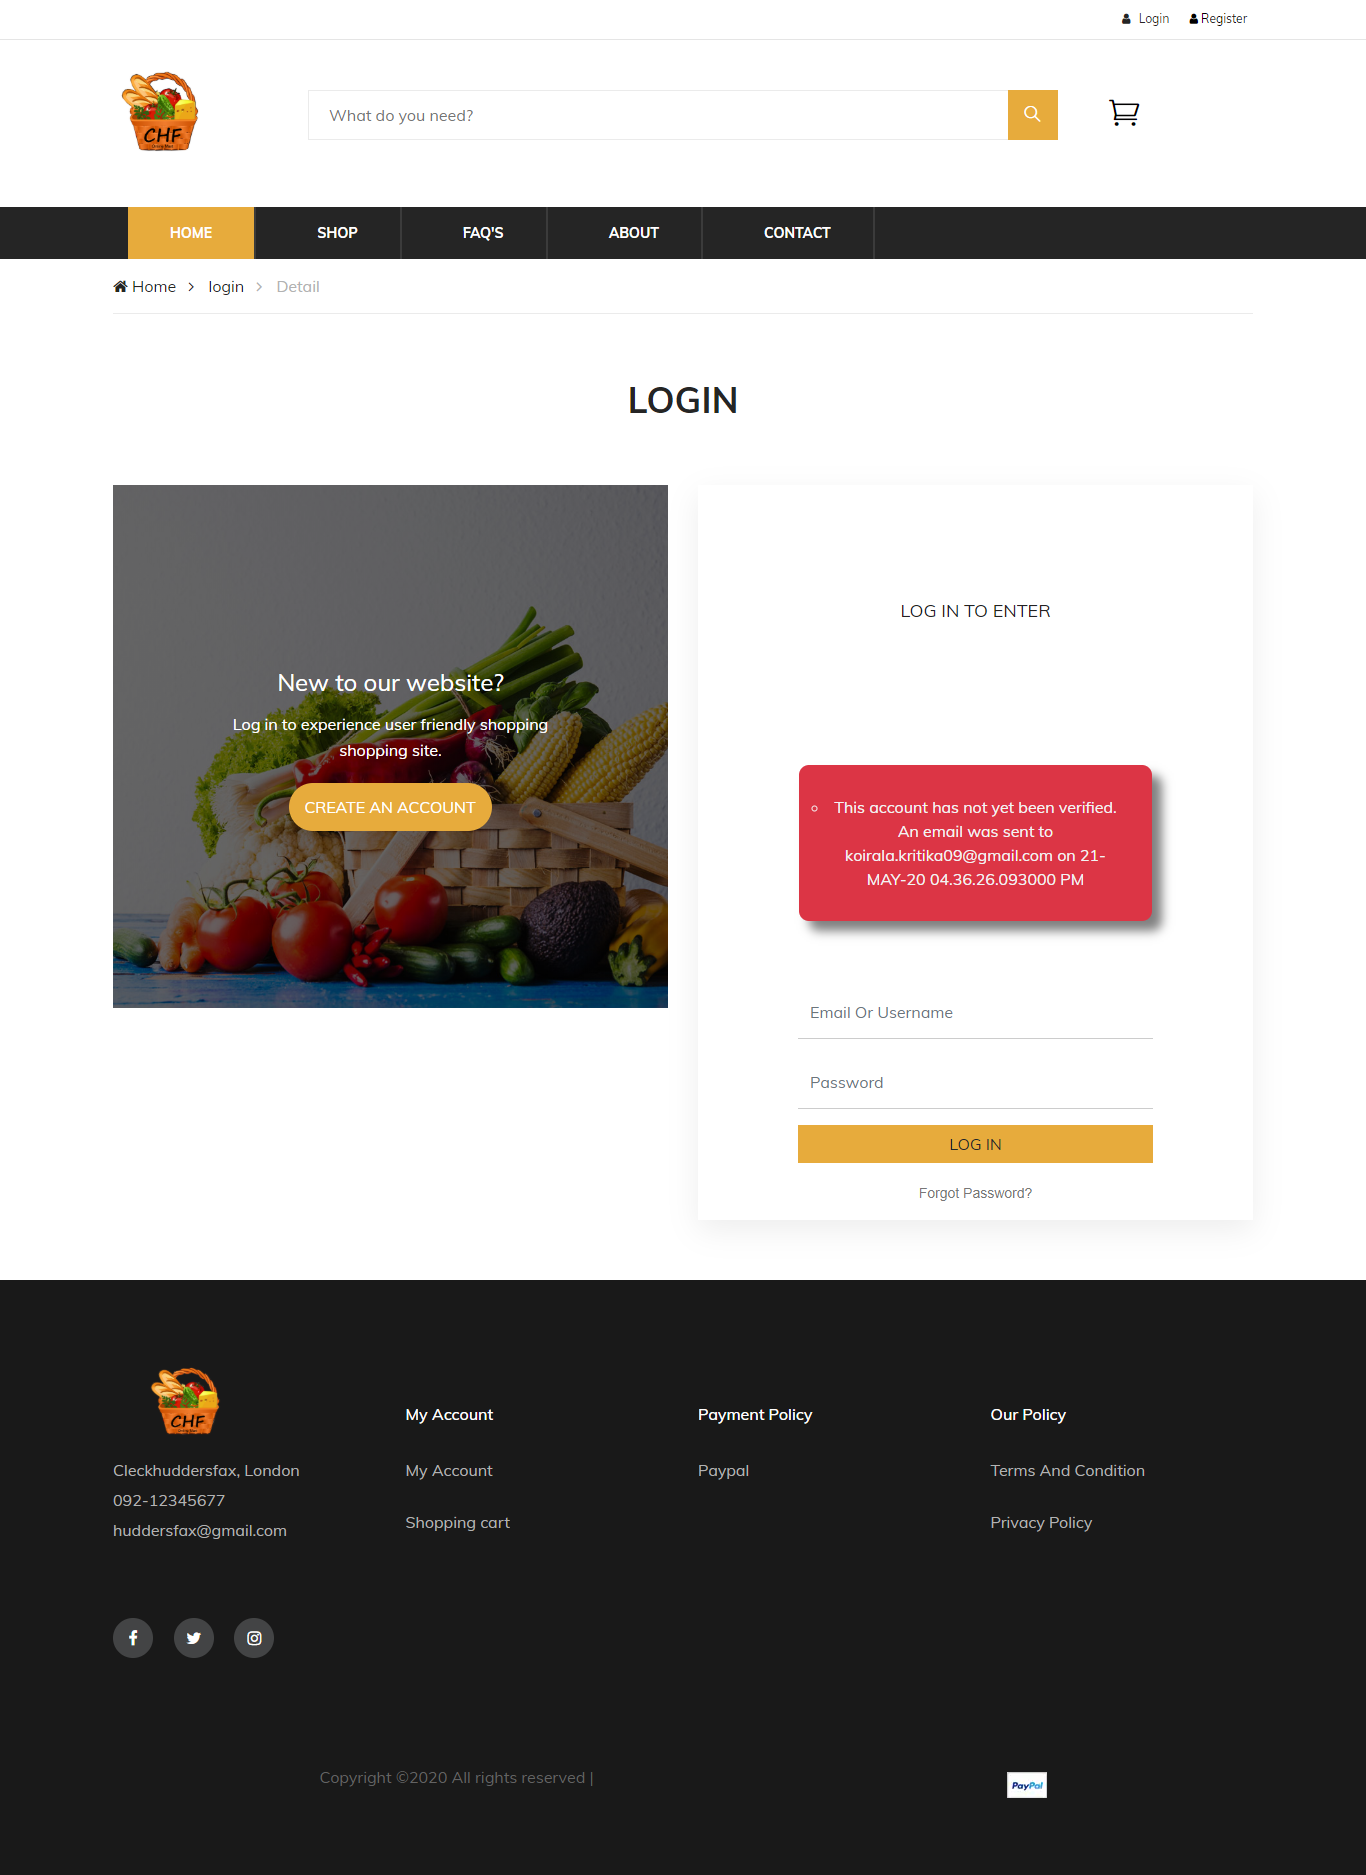 Login Register
CHF
What do you need?
HOME SHOP FAQ'S ABOUT CONTACT
Home login Detail
LOGIN
New to our website?
Log in to experience user friendly shopping
shopping site.
CREATE AN ACCOUNT
LOG IN TO ENTER
This account has not yet been verified.
An email was sent to
koirala.kritika09@gmail.com on 21-
MAY-20 04.36.26.093000 PM
Email Or Username
Password
LOG IN
Forgot Password?
CHF
Cleckhuddersfax, London
092-12345677
huddersfax@gmail.com
My Account
My Account
Shopping cart
Payment Policy
Paypal
Our Policy
Terms And Condition
Privacy Policy
Copyright ©2020 All rights reserved |
PayPal